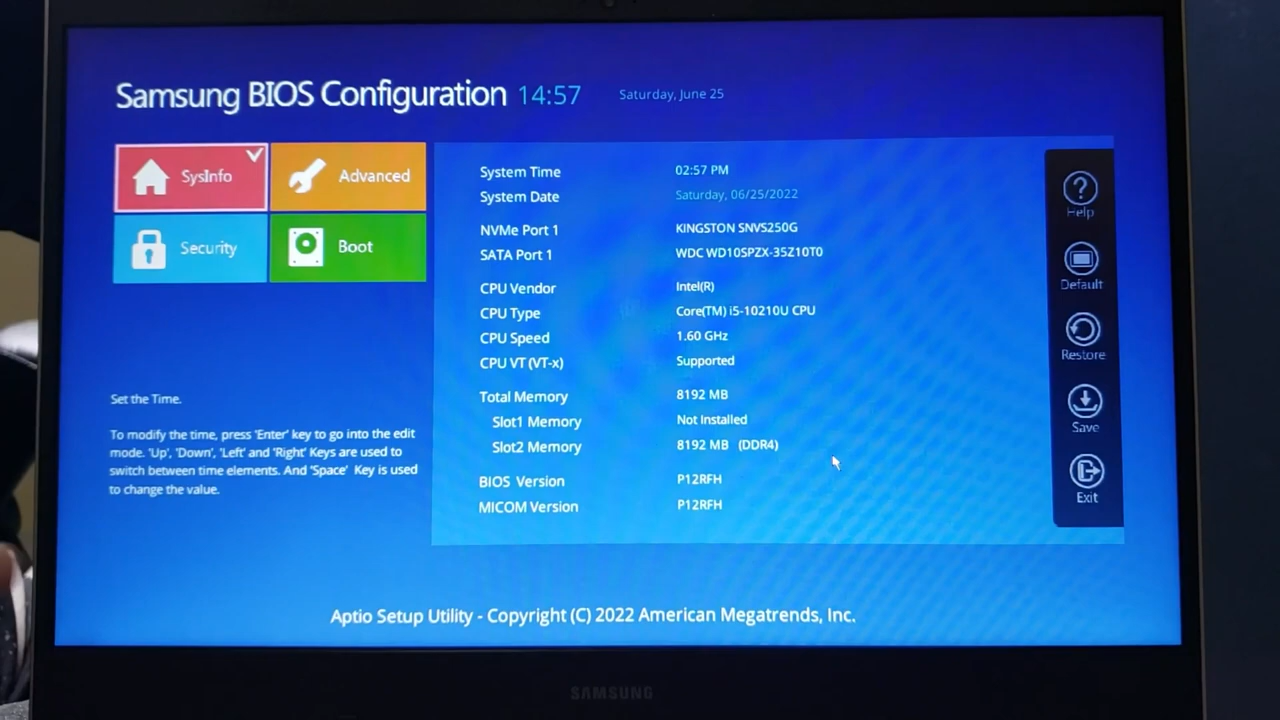 Samsung BIOS Configuration 14:57 Saturday, June 25
SysInfo
Advanced
Security
Boot
System Time 02:57 PM
System Date Saturday, 06/25/2022
NVMe Port 1 KINGSTON SNVS250G
SATA Port 1 WDC WD10SPZX-35Z10T0
CPU Vendor Intel(R)
CPU Type Core(TM) i5-10210U CPU
CPU Speed 1.60 GHz
CPU VT (VT-x) Supported
Total Memory 8192 MB
Slot1 Memory Not Installed
Slot2 Memory 8192 MB (DDR4)
BIOS Version P12RFH
MICOM Version P12RFH
Help
Default
Restore
Save
Exit
Set the Time.
To modify the time, press 'Enter' key to go into the edit
mode. 'Up', 'Down', 'Left' and 'Right' Keys are used to
switch between time elements. And 'Space' Key is used
to change the value.
Aptio Setup Utility - Copyright (C) 2022 American Megatrends, Inc.
SAMSUNG